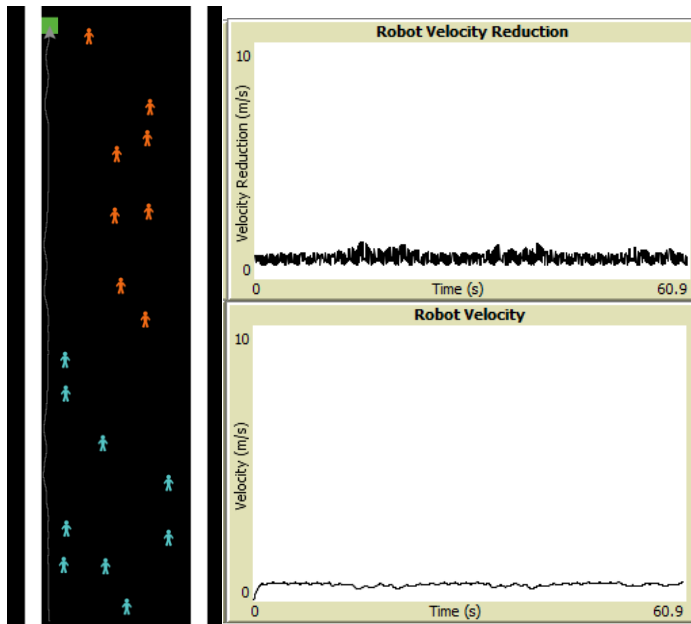 Robot Velocity Reduction
10
Velocity Reduction (m/s)
0
0
Time (s)
60.9
Robot Velocity
10
Velocity (m/s)
0
0
Time (s)
60.9